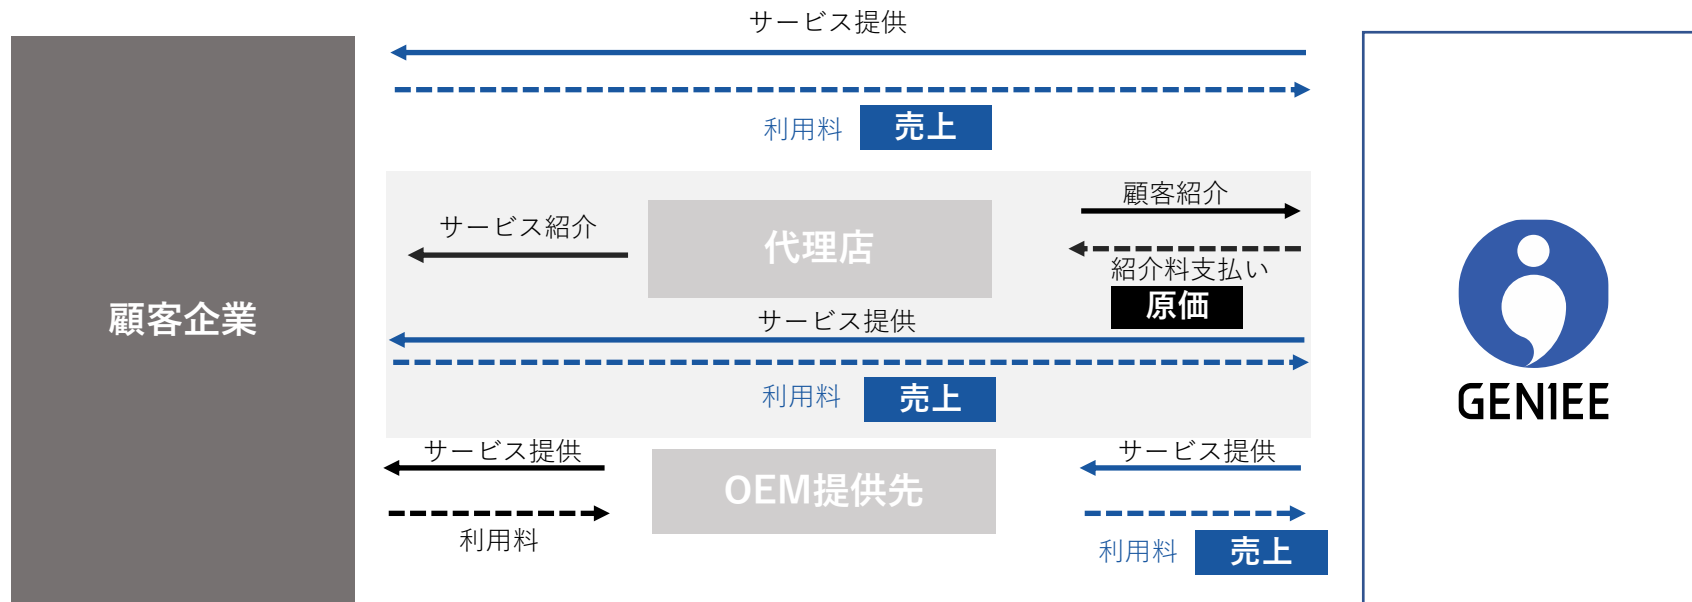 サービス提供
利用料
売上
顧客企業
サービス紹介
代理店
顧客紹介
紹介料支払い
原価
サービス提供
利用料
売上
サービス提供
利用料
OEM提供先
サービス提供
利用料
売上
GENIEE